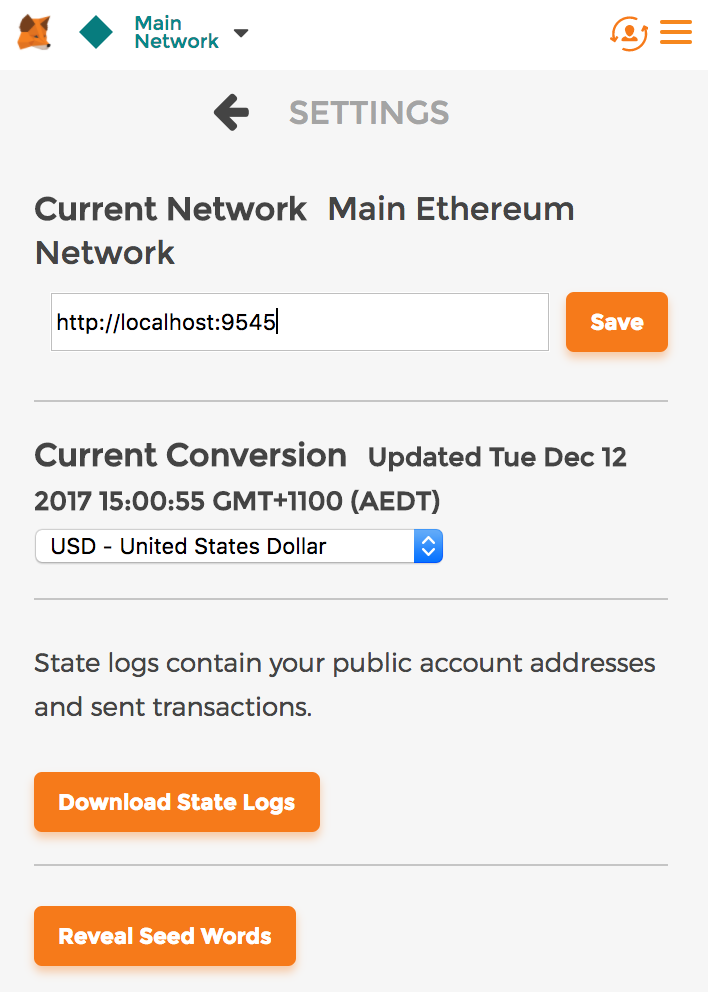 Main
Network
SETTINGS
Current Network Main Ethereum
Network
http://localhost:9545
Save
Current Conversion Updated Tue Dec 12
2017 15:00:55 GMT+1100 (AEDT)
USD - United States Dollar
State logs contain your public account addresses
and sent transactions.
Download State Logs
Reveal Seed Words